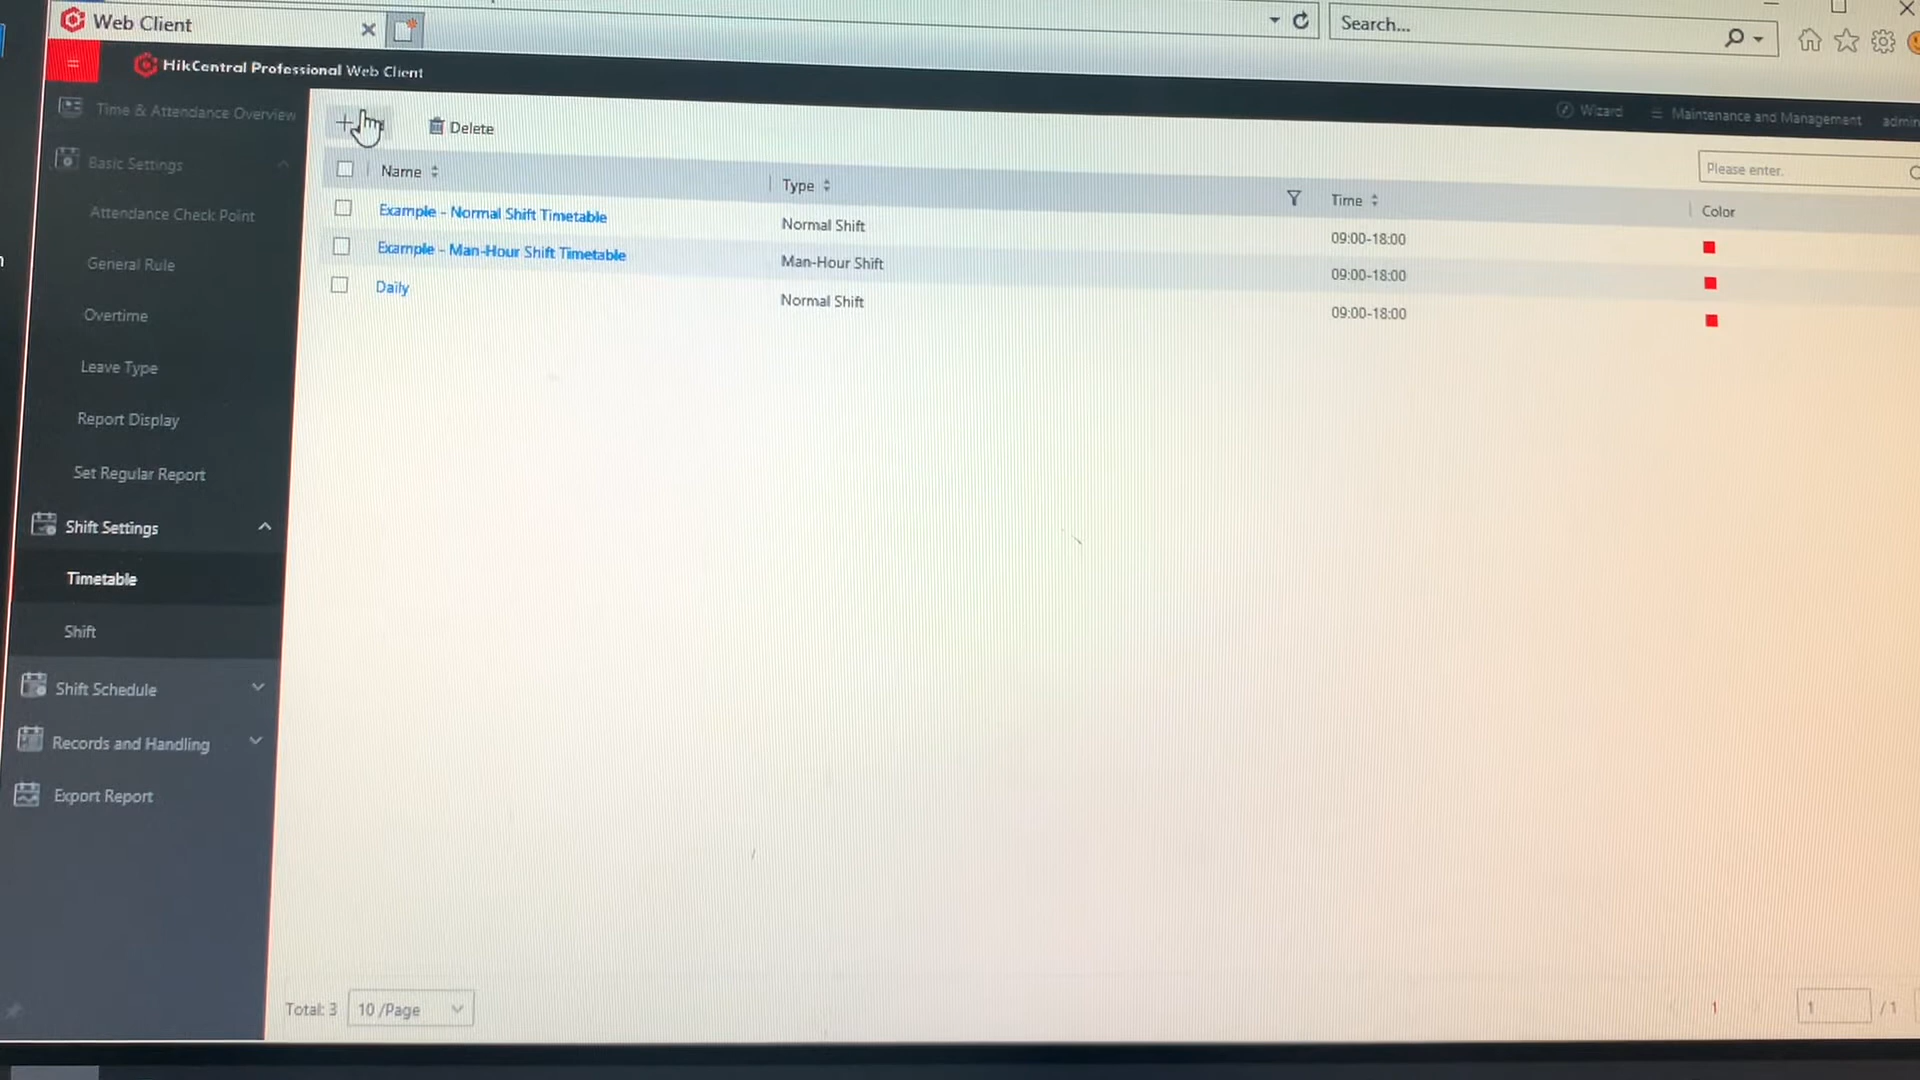 Web Client
Search...
HikCentral Professional Web Client
Wizard
Maintenance and Management
admin
Time & Attendance Overview
Basic Settings
Attendance Check Point
General Rule
Overtime
Leave Type
Report Display
Set Regular Report
Shift Settings
Timetable
Shift
Shift Schedule
Records and Handling
Export Report
Delete
Please enter.
Name Type Time Color
Example - Normal Shift Timetable Normal Shift 09:00-18:00
Example - Man-Hour Shift Timetable Man-Hour Shift 09:00-18:00
Daily Normal Shift 09:00-18:00
Total: 3 10 /Page 1 1 / 1